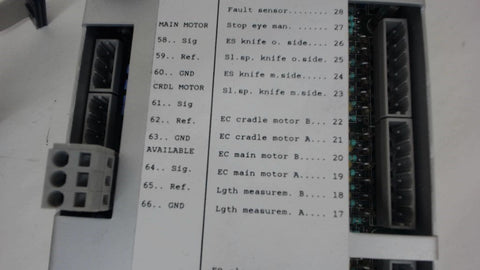 MAIN MOTOR
58.. Sig
59.. Ref.
60.. GND
CRDL MOTOR
61.. Sig
62.. Ref.
63.. GND
AVAILABLE
64.. Sig.
65.. Ref.
66.. GND
Fault sensor........ 28
Stop eye man. ...... 27
ES knife o. side.... 26
Sl.sp. knife o. side. 25
ES knife m.side .... 24
Sl.sp. knife m.side. 23
EC cradle motor B... 22
EC cradle motor A... 21
EC main motor B .... 20
EC main motor A .... 19
Lgth measurem. B ... 18
Lgth measurem. A.... 17